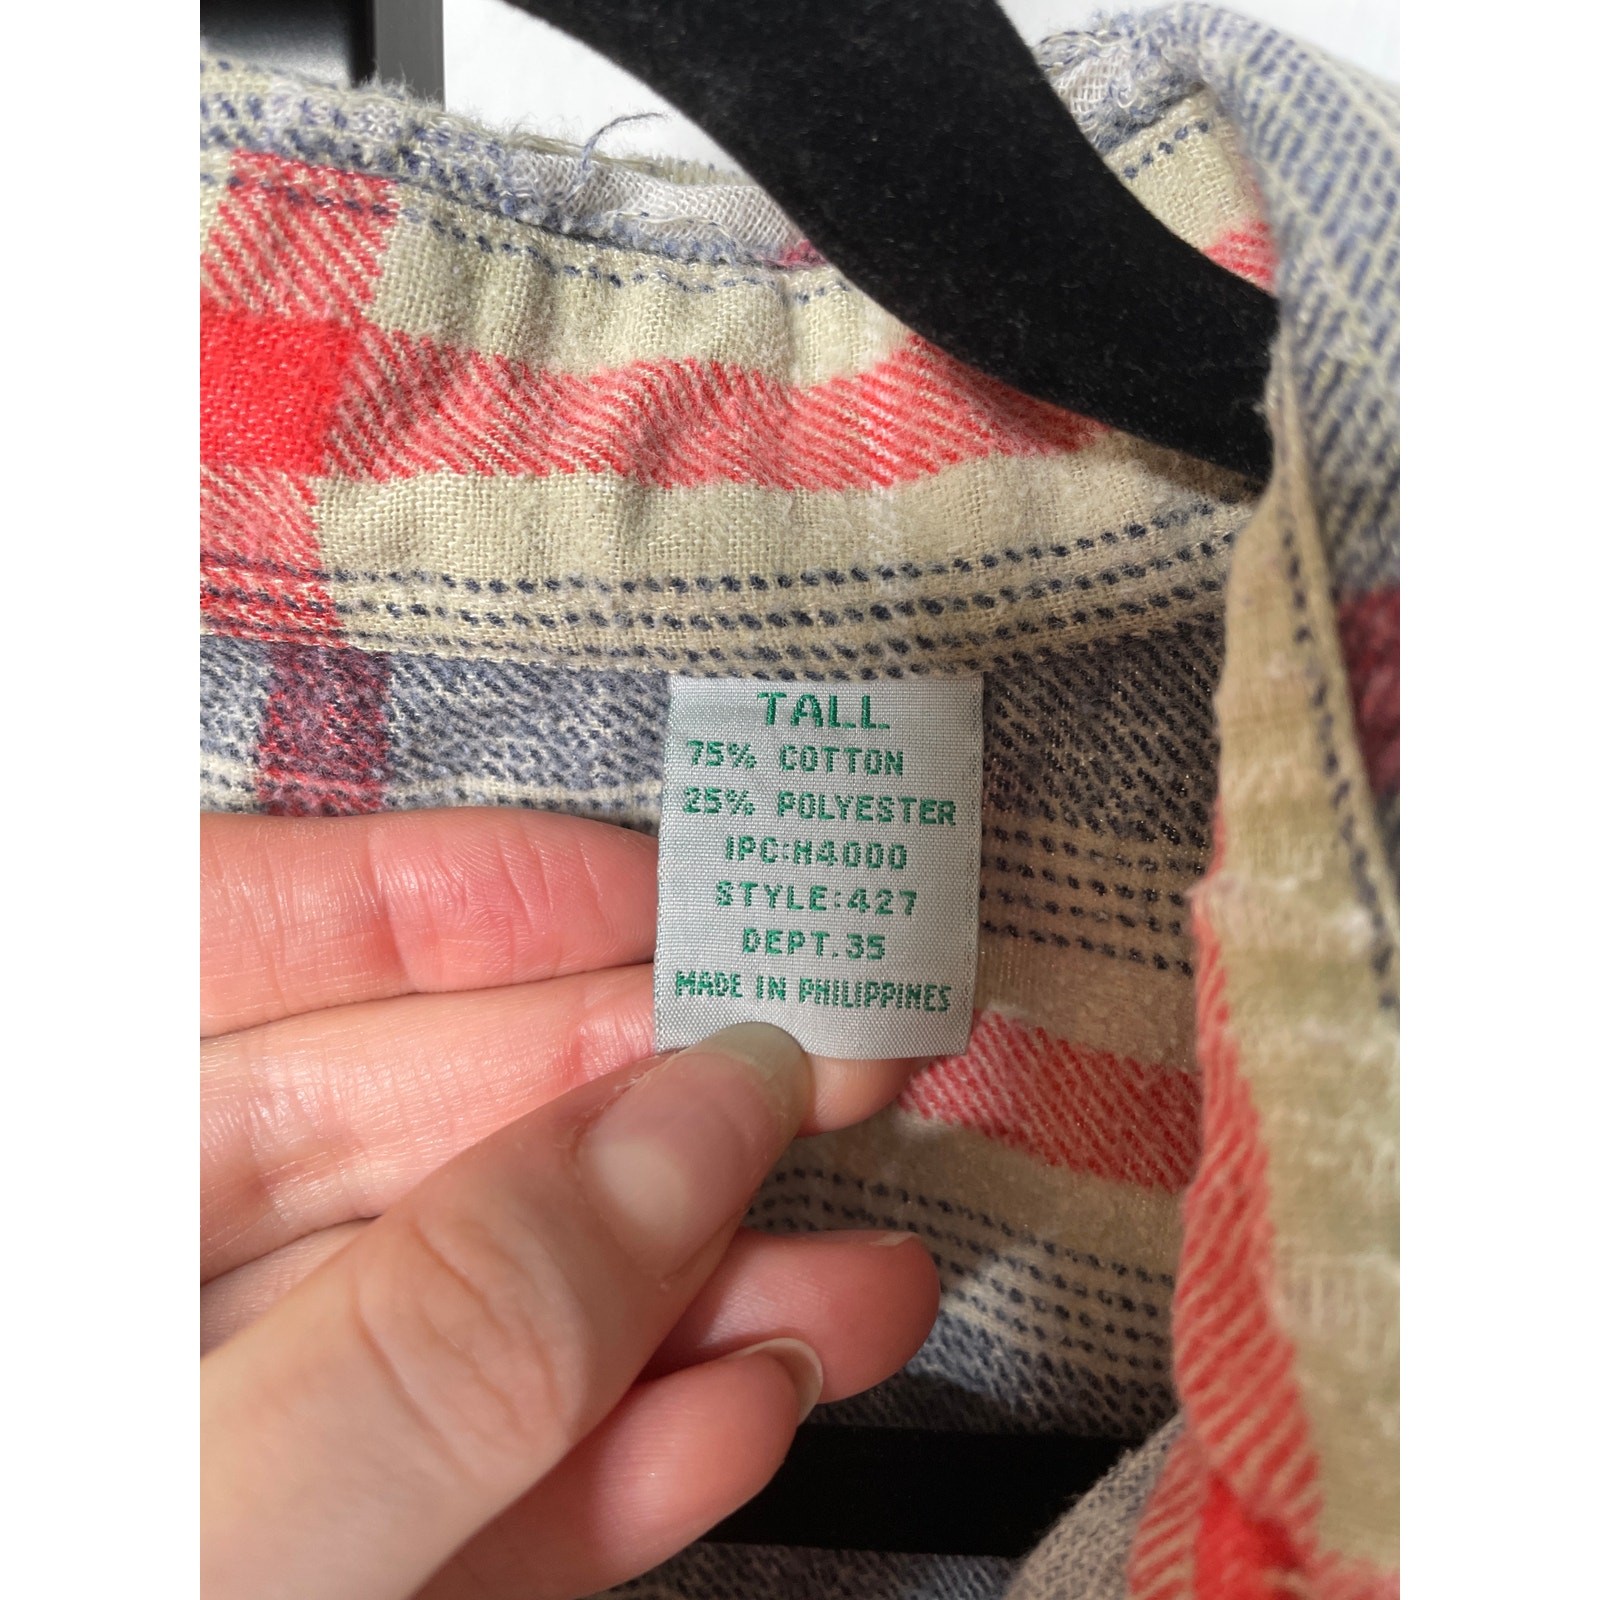 TALL
75% COTTON
25% POLYESTER
IPC:H4000
STYLE:427
DEPT.35
MADE IN PHILIPPINES